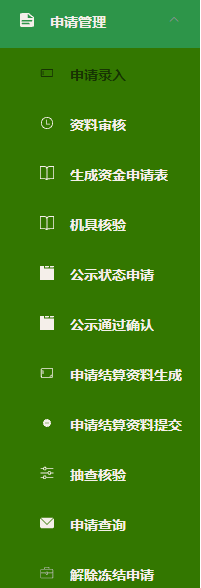 申请管理
申请录入
资料审核
生成资金申请表
机具核验
公示状态申请
公示通过确认
申请结算资料生成
申请结算资料提交
抽查核验
申请查询
解除冻结申请